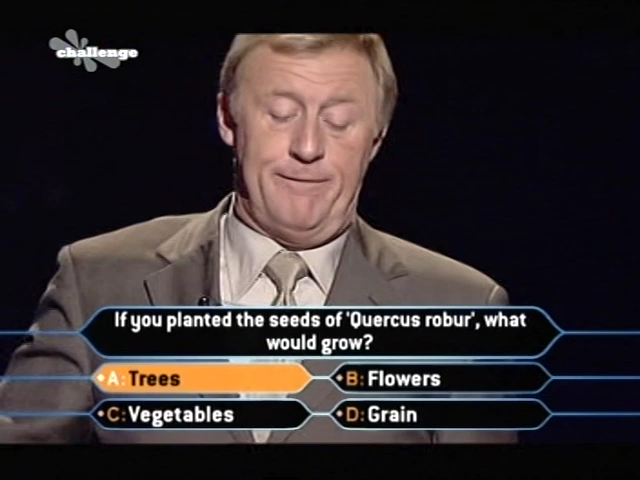 challenge
If you planted the seeds of 'Quercus robur', what
would grow?
A: Trees
B: Flowers
C: Vegetables
D: Grain